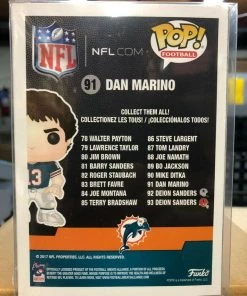 NFL
NFL.COM
POP!
FOOTBALL
91 DAN MARINO
COLLECT THEM ALL!
COLLECTIONNEZ LES TOUS! / ¡COLECCIÓNALOS TODOS!
78 WALTER PAYTON
79 LAWRENCE TAYLOR
80 JIM BROWN
81 BARRY SANDERS
82 ROGER STAUBACH
83 BRETT FAVRE
84 JOE MONTANA
85 TERRY BRADSHAW
86 STEVE LARGENT
87 TOM LANDRY
88 JOE NAMATH
89 BO JACKSON
90 MIKE DITKA
91 DAN MARINO
92 DEION SANDERS
93 DEION SANDERS
3
© 2017 NFL PROPERTIES, LLC. ALL RIGHTS RESERVED.
Funko